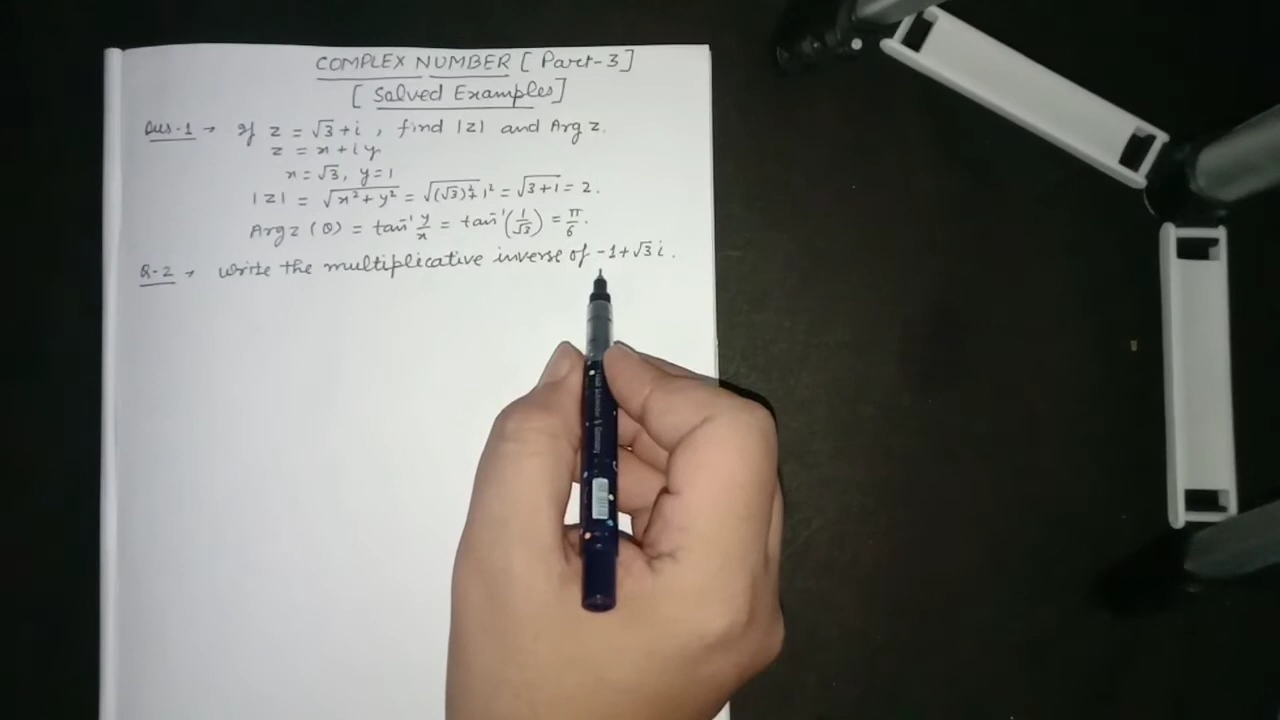 COMPLEX NUMBER [ Part-3]
[ Solved Examples]
Ques-1 → If z = √3+i , find |z| and Arg z.
z = x+iy
x = √3, y=1
|z| = √x²+y² = √(√3)²+1² = √3+1 = 2.
Arg z (θ) = tan⁻¹ y/x = tan⁻¹(1/√3) = π/6.
Q-2 → Write the multiplicative inverse of -1+√3i.